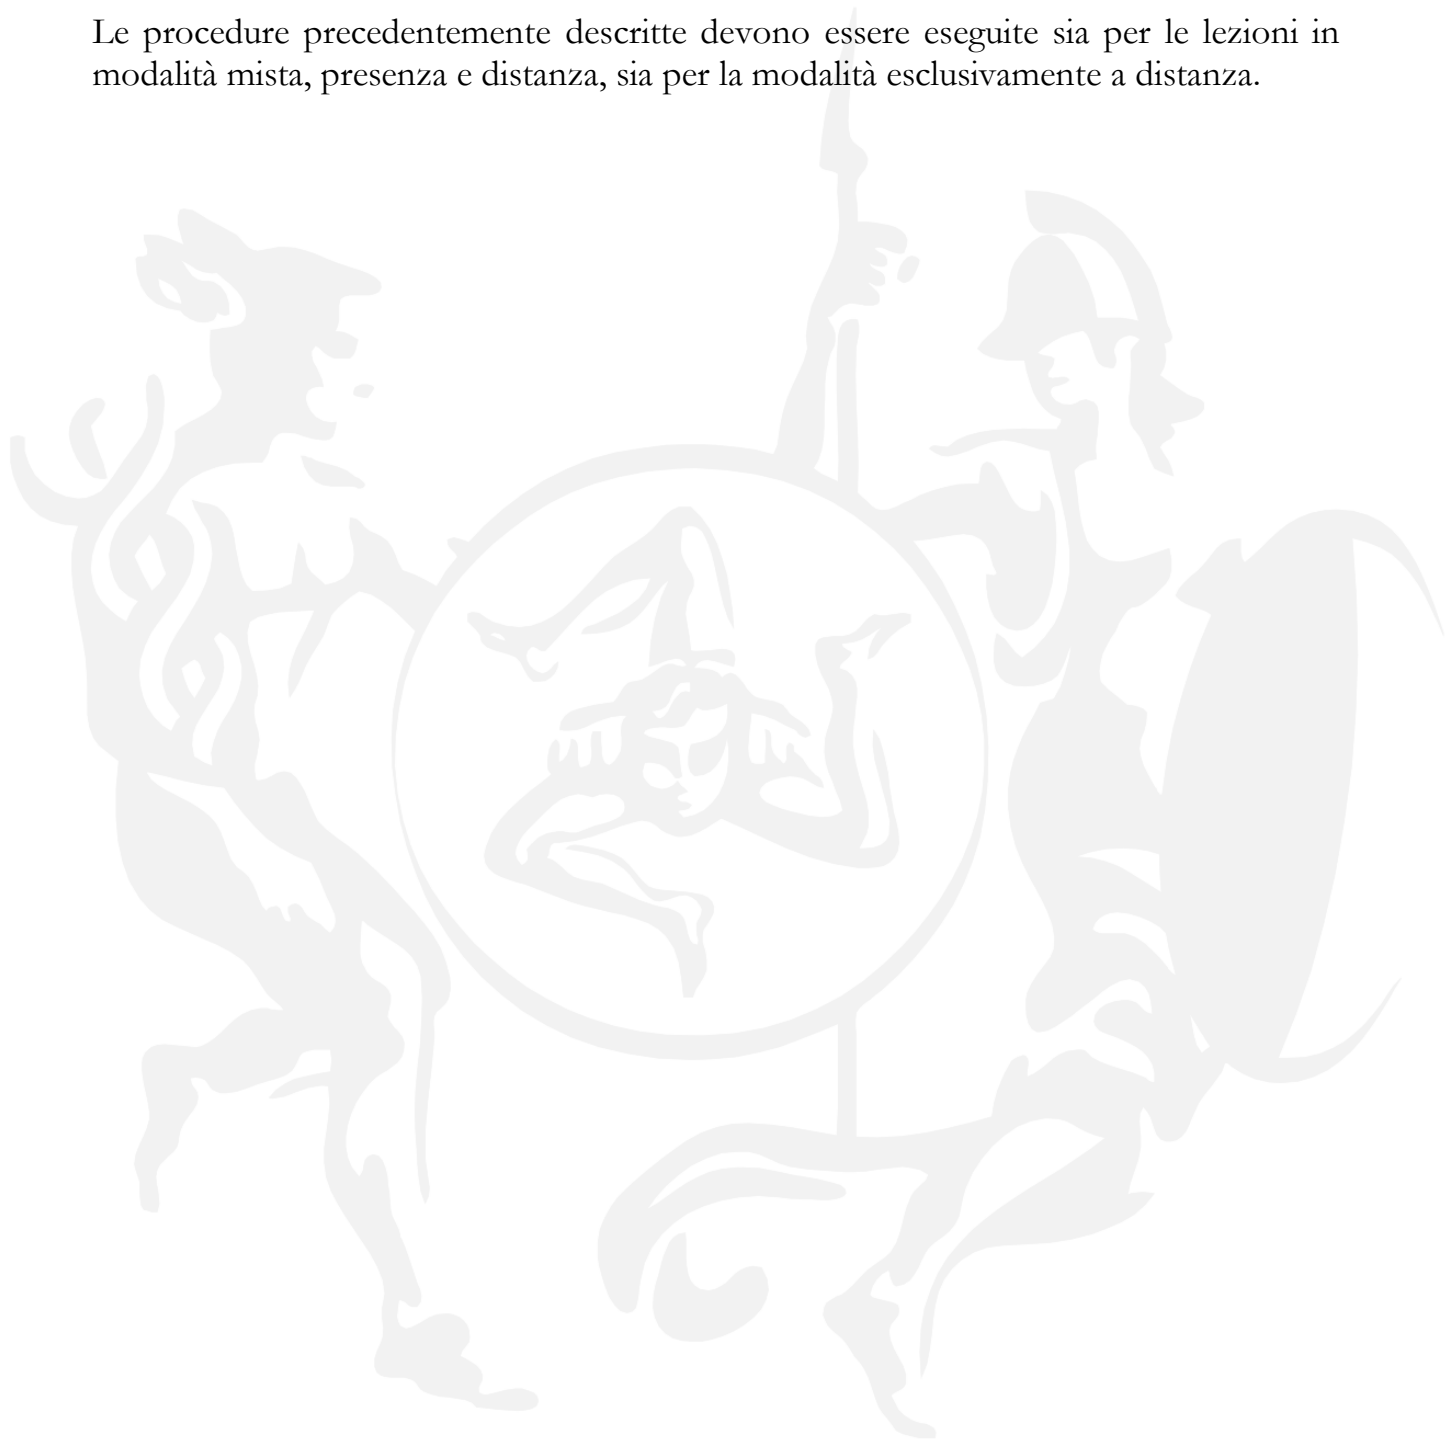 Le procedure precedentemente descritte devono essere eseguite sia per le lezioni in
modalità mista, presenza e distanza, sia per la modalità esclusivamente a distanza.